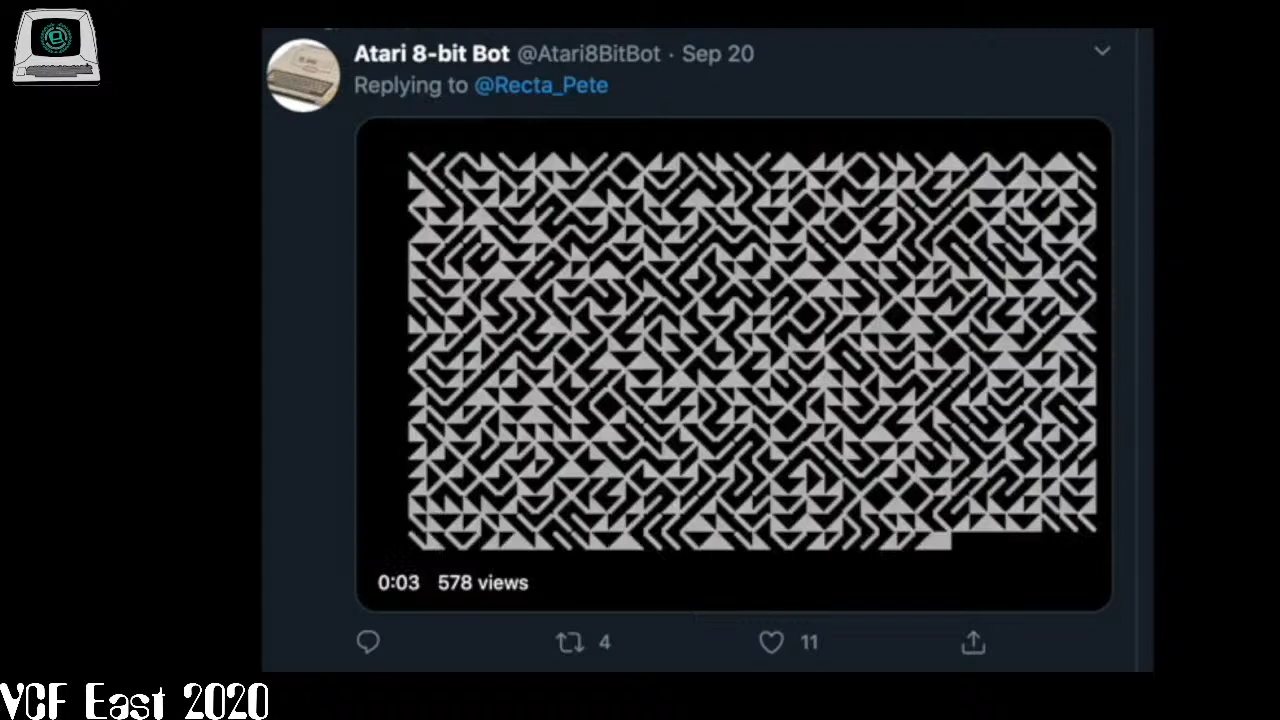 Atari 8-bit Bot @Atari8BitBot · Sep 20
Replying to @Recta_Pete
0:03 578 views
4 11
VCF East 2020